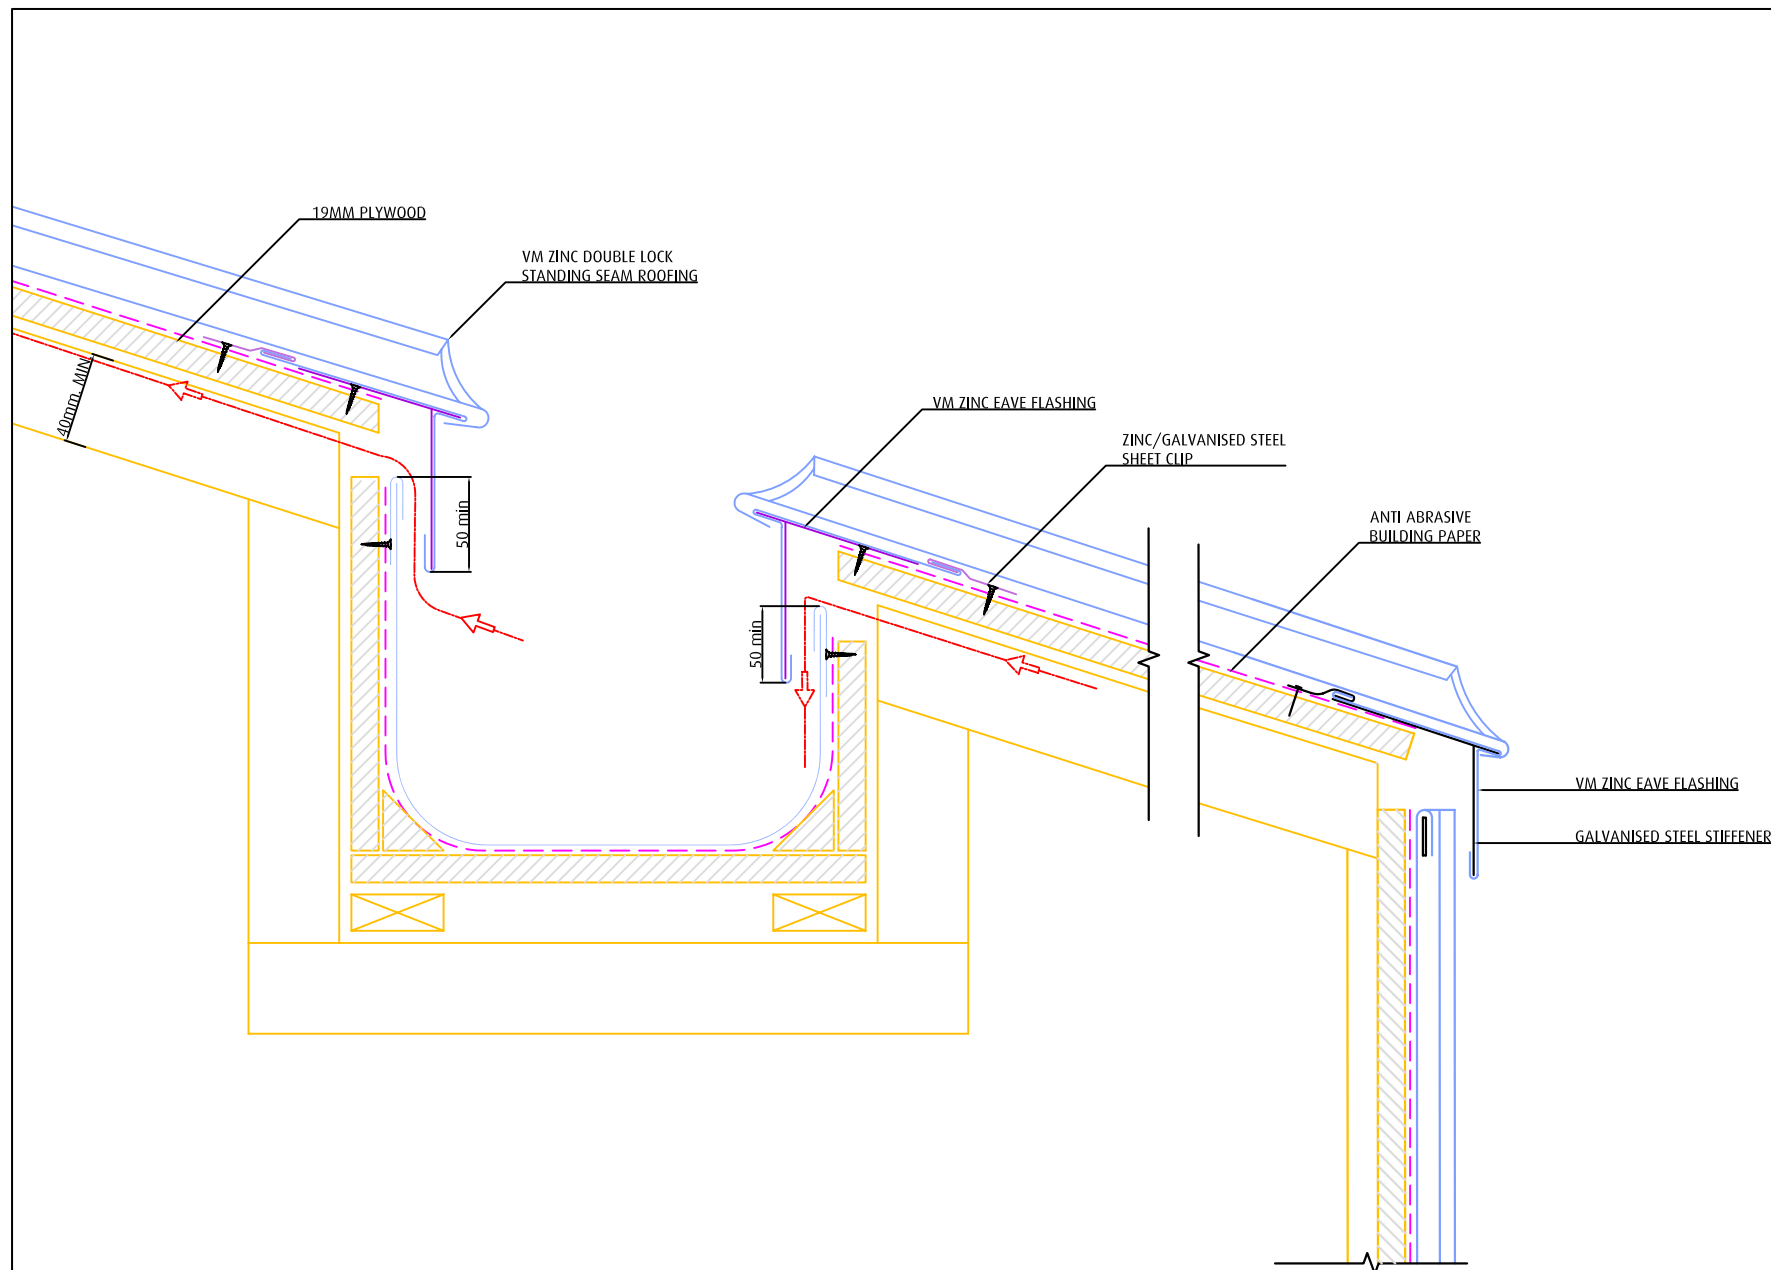 19MM PLYWOOD
VM ZINC DOUBLE LOCK
STANDING SEAM ROOFING
40mm. MIN
50 min
VM ZINC EAVE FLASHING
ZINC/GALVANISED STEEL
SHEET CLIP
ANTI ABRASIVE
BUILDING PAPER
50 min
VM ZINC EAVE FLASHING
GALVANISED STEEL STIFFENER